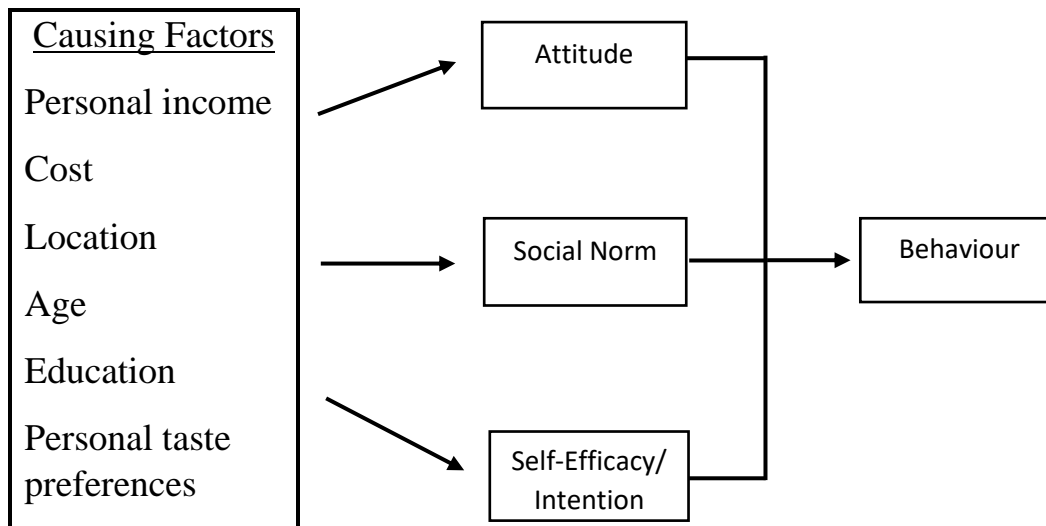 Causing Factors
Personal income
Cost
Location
Age
Education
Personal taste
preferences
Attitude
Social Norm
Self-Efficacy/
Intention
Behaviour